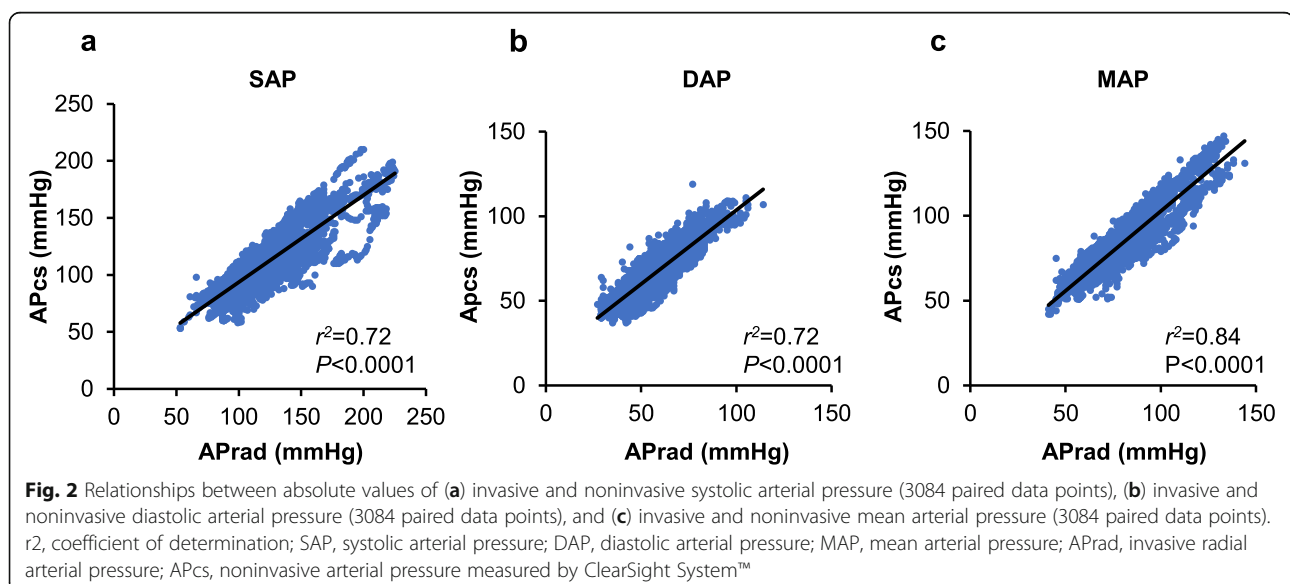 a
b
c
SAP
DAP
MAP
250
200
150
100
50
0
APcs (mmHg)
0 50 100 150 200 250
APrad (mmHg)
r²=0.72
P<0.0001
150
100
50
0
Apcs (mmHg)
0 50 100 150
APrad (mmHg)
r²=0.72
P<0.0001
150
100
50
0
APcs (mmHg)
0 50 100 150
APrad (mmHg)
r²=0.84
P<0.0001
Fig. 2 Relationships between absolute values of (a) invasive and noninvasive systolic arterial pressure (3084 paired data points), (b) invasive and
noninvasive diastolic arterial pressure (3084 paired data points), and (c) invasive and noninvasive mean arterial pressure (3084 paired data points).
r2, coefficient of determination; SAP, systolic arterial pressure; DAP, diastolic arterial pressure; MAP, mean arterial pressure; APrad, invasive radial
arterial pressure; APcs, noninvasive arterial pressure measured by ClearSight System™